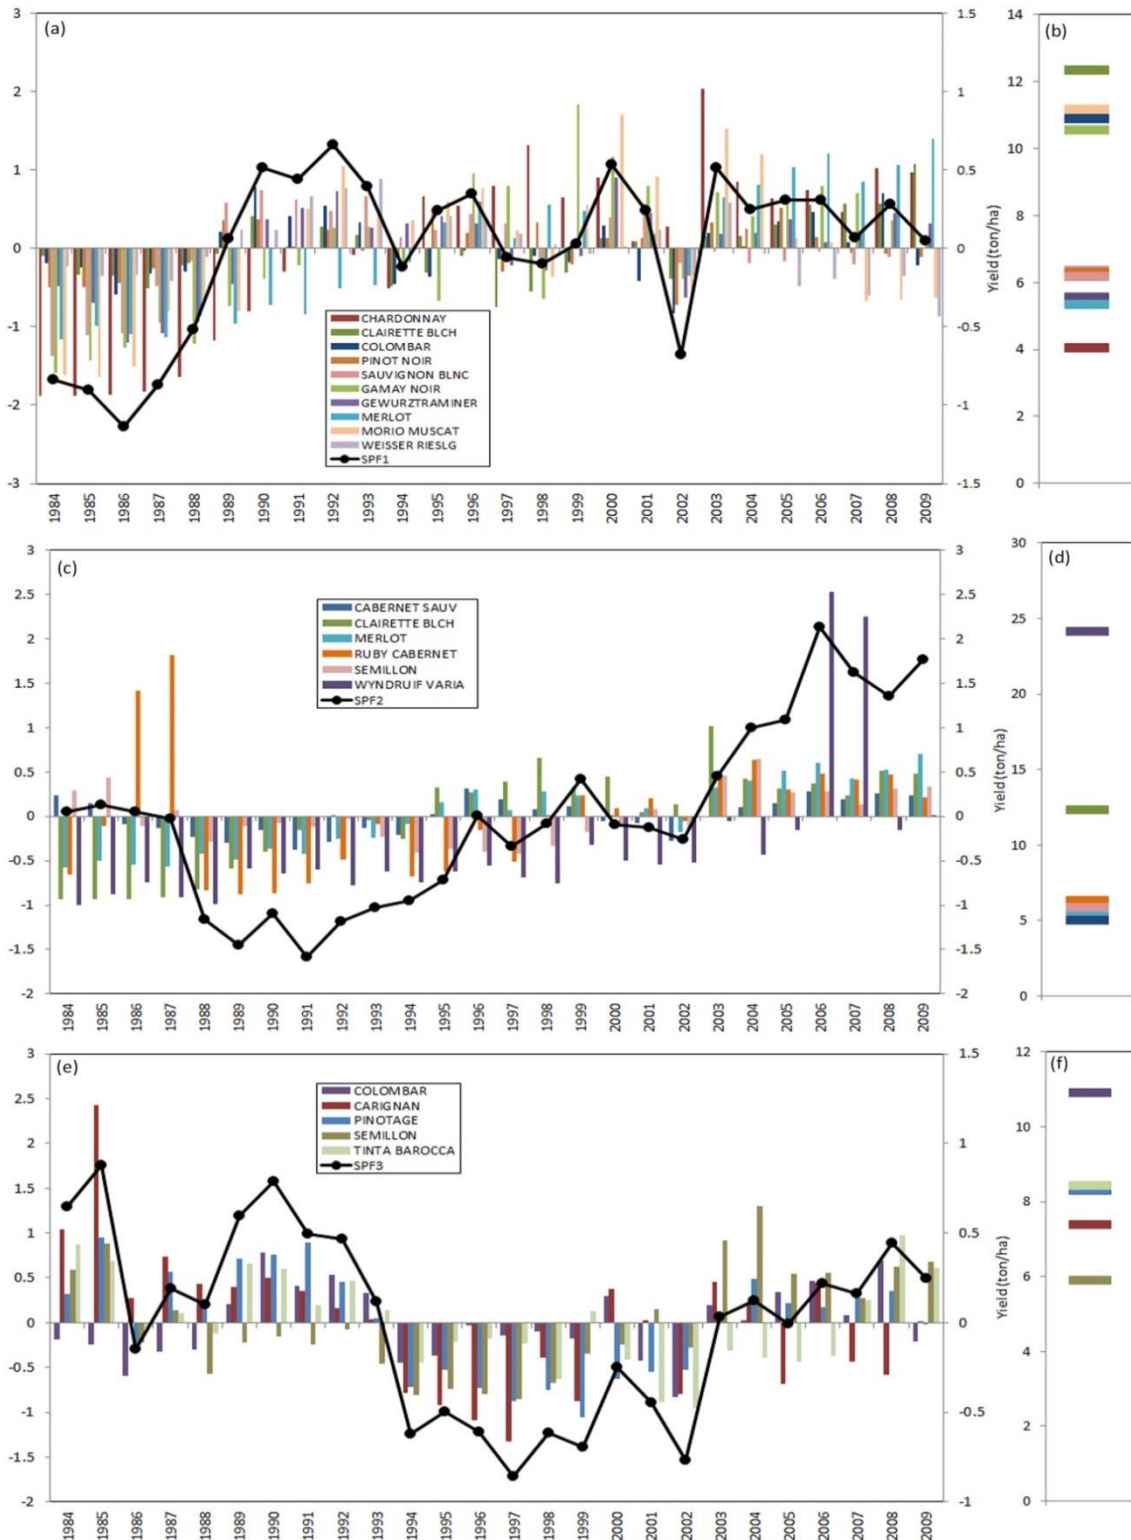 (a)
3
2
1
0
-1
-2
-3
1.5
1
0.5
0
-0.5
-1
-1.5
CHARDONNAY
CLAIRETTE BLCH
COLOMBAR
PINOT NOIR
SAUVIGNON BLNC
GAMAY NOIR
GEWURZTRAMINER
MERLOT
MORIO MUSCAT
WEISSER RIESLG
SPF1
1984 1985 1986 1987 1988 1989 1990 1991 1992 1993 1994 1995 1996 1997 1998 1999 2000 2001 2002 2003 2004 2005 2006 2007 2008 2009
(b)
Yield(ton/ha)
14
12
10
8
6
4
2
0
(c)
3
2.5
2
1.5
1
0.5
0
-0.5
-1
-1.5
-2
3
2.5
2
1.5
1
0.5
0
-0.5
-1
-1.5
-2
CABERNET SAUV
CLAIRETTE BLCH
MERLOT
RUBY CABERNET
SEMILLON
WYNDRUIF VARIA
SPF2
1984 1985 1986 1987 1988 1989 1990 1991 1992 1993 1994 1995 1996 1997 1998 1999 2000 2001 2002 2003 2004 2005 2006 2007 2008 2009
(d)
Yield(ton/ha)
30
25
20
15
10
5
0
(e)
3
2.5
2
1.5
1
0.5
0
-0.5
-1
-1.5
-2
1.5
1
0.5
0
-0.5
-1
COLOMBAR
CARIGNAN
PINOTAGE
SEMILLON
TINTA BAROCCA
SPF3
1984 1985 1986 1987 1988 1989 1990 1991 1992 1993 1994 1995 1996 1997 1998 1999 2000 2001 2002 2003 2004 2005 2006 2007 2008 2009
(f)
Yield(ton/ha)
12
10
8
6
4
2
0